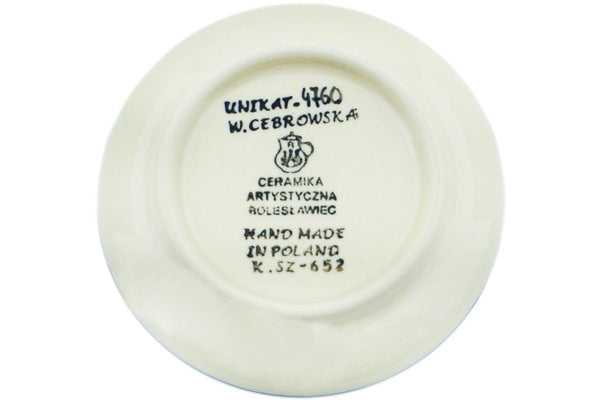 UNIKAT-4760
W. CEBROWSKA
CERAMIKA
ARTYSTYCZNA
BOLESŁAWIEC
HAND MADE
IN POLAND
K.SZ-652